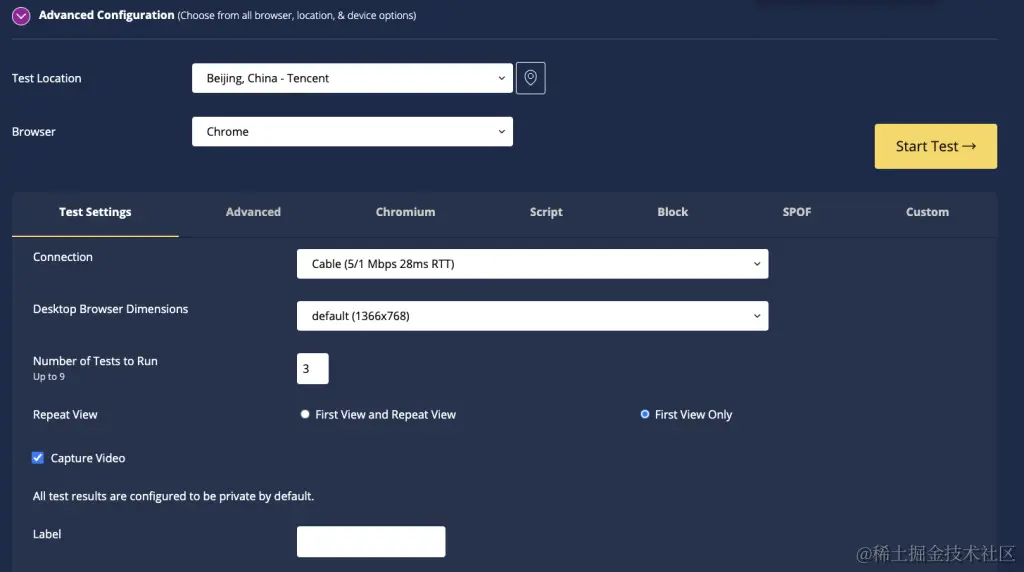 Advanced Configuration (Choose from all browser, location, & device options)
Test Location
Beijing, China - Tencent
Browser
Chrome
Start Test →
Test Settings Advanced Chromium Script Block SPOF Custom
Connection
Cable (5/1 Mbps 28ms RTT)
Desktop Browser Dimensions
default (1366x768)
Number of Tests to Run
Up to 9
3
Repeat View
First View and Repeat View
First View Only
Capture Video
All test results are configured to be private by default.
Label
@稀土掘金技术社区